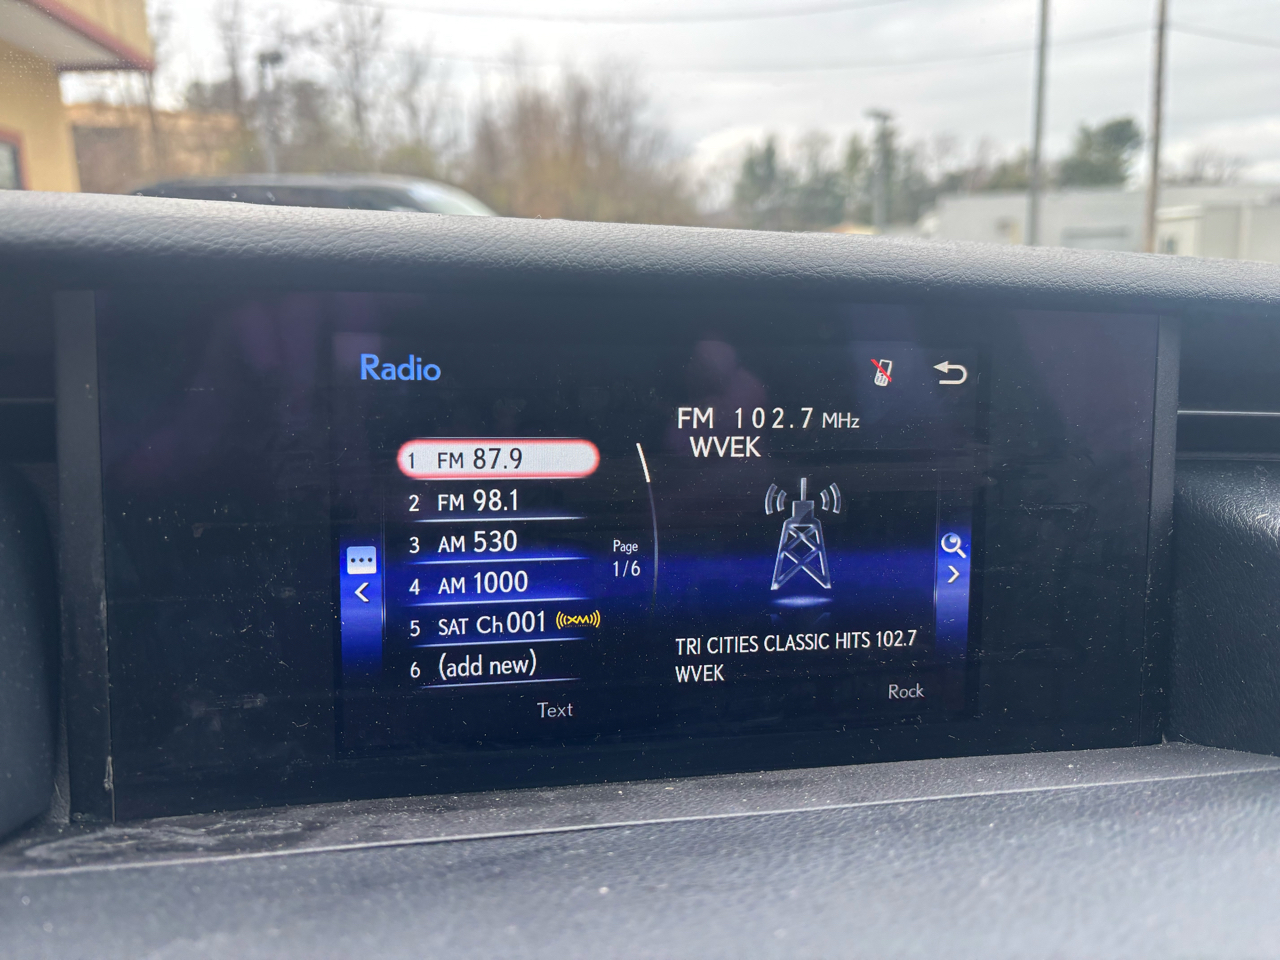 Radio
FM 102.7 MHz
WVEK
1 FM 87.9
2 FM 98.1
3 AM 530
4 AM 1000
5 SAT Ch 001 ((XM))
6 (add new)
Page
1/6
TRI CITIES CLASSIC HITS 102.7
WVEK
Rock
Text